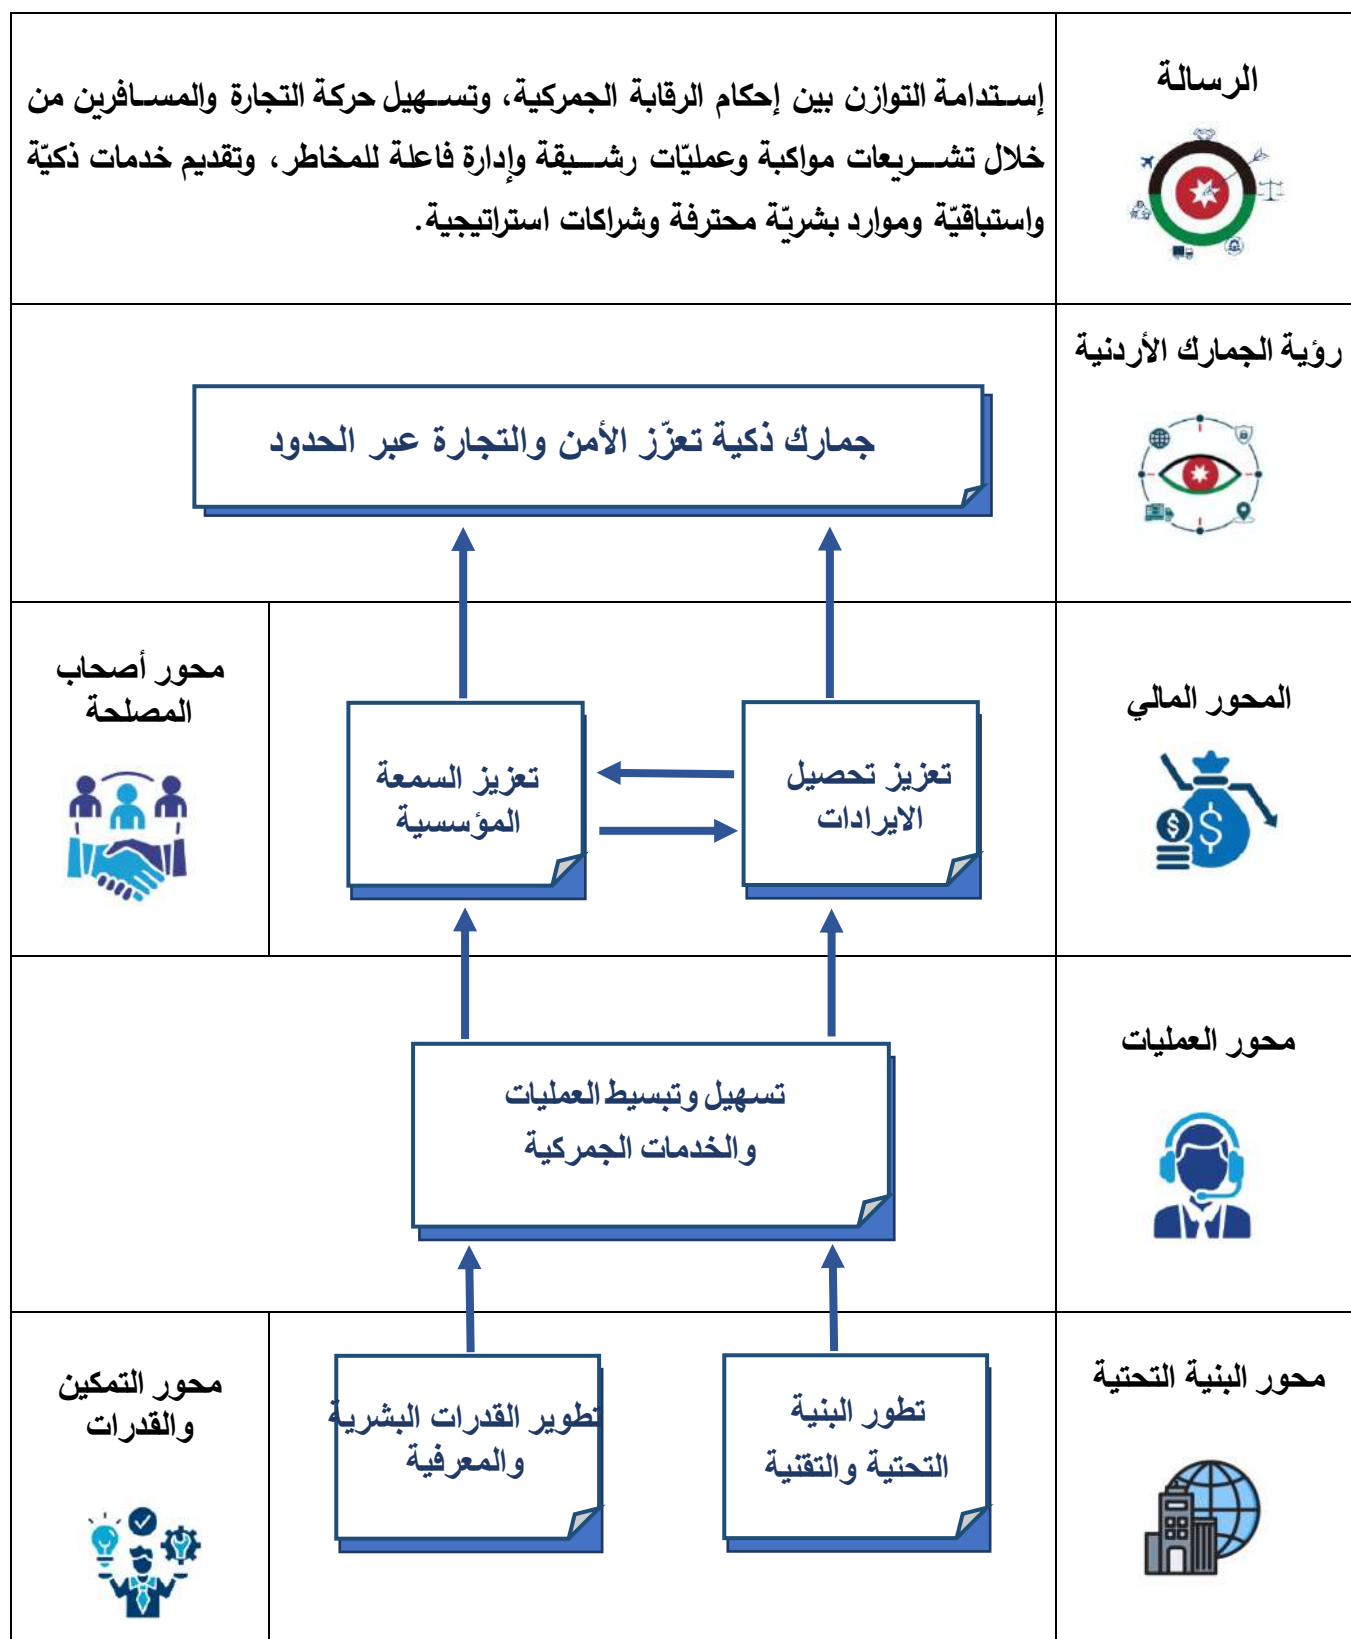 الرسالة
إستدامة التوازن بين إحكام الرقابة الجمركية، وتسهيل حركة التجارة والمسافرين من
خلال تشريعات مواكبة وعمليّات رشيقة وإدارة فاعلة للمخاطر، وتقديم خدمات ذكيّة
واستباقيّة وموارد بشريّة محترفة وشراكات استراتيجية.
رؤية الجمارك الأردنية
جمارك ذكية تعزّز الأمن والتجارة عبر الحدود
المحور المالي
تعزيز تحصيل
الايرادات
تعزيز السمعة
المؤسسية
محور أصحاب
المصلحة
محور العمليات
تسهيل وتبسيط العمليات
والخدمات الجمركية
محور البنية التحتية
تطور البنية
التحتية والتقنية
تطوير القدرات البشرية
والمعرفية
محور التمكين
والقدرات